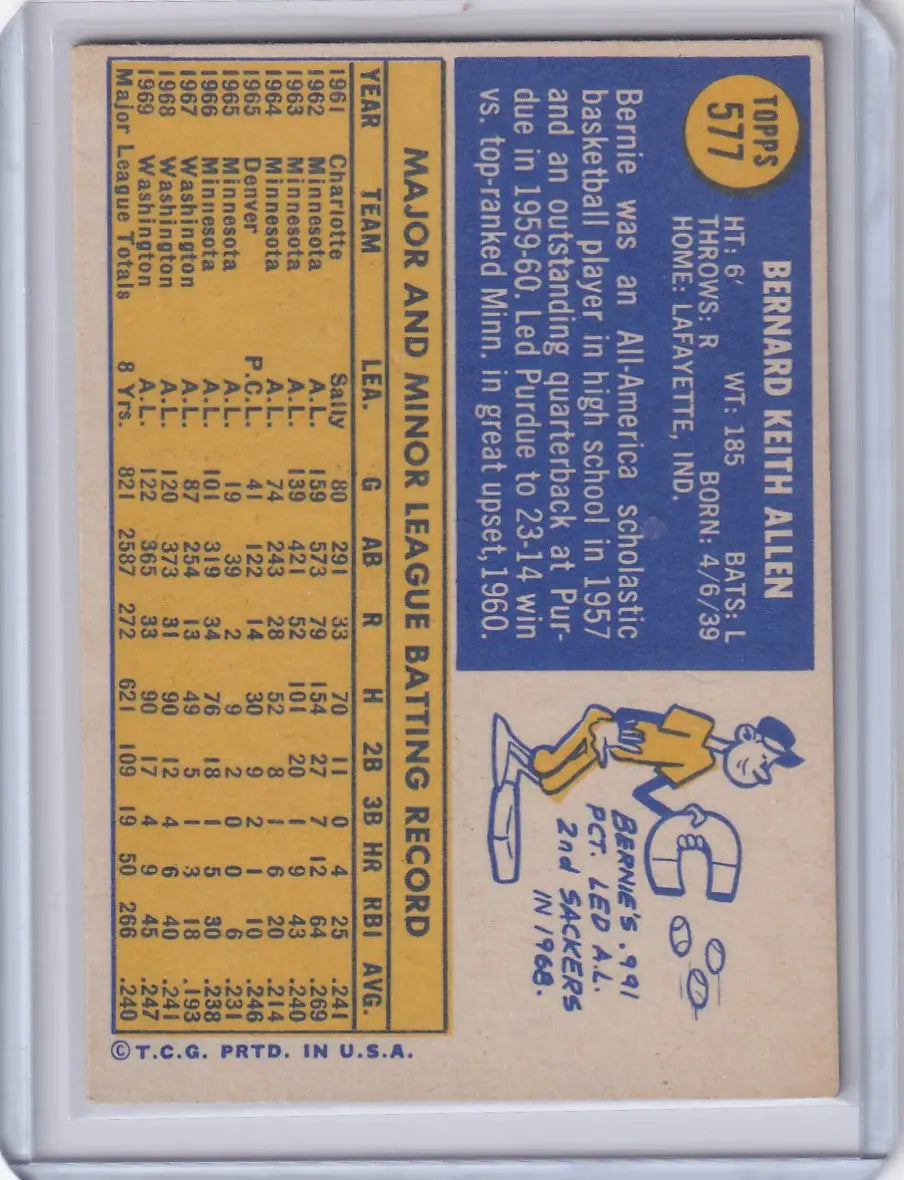 TOPPS
577
BERNARD KEITH ALLEN
HT: 6' WT: 185 BATS: L
THROWS: R BORN: 4/6/39
HOME: LAFAYETTE, IND.
Bernie was an All-America scholastic
basketball player in high school in 1957
and an outstanding quarterback at Pur-
due in 1959-60. Led Purdue to 23-14 win
vs. top-ranked Minn. in great upset, 1960.
BERNIE'S .991
PCT. LED A.L.
2nd SACKERS
IN 1968.
MAJOR AND MINOR LEAGUE BATTING RECORD
YEAR TEAM LEA. G AB R H 2B 3B HR RBI AVG.
1961 Charlotte Sally 80 291 33 70 11 0 4 25 .241
1962 Minnesota A.L. 159 573 79 154 27 7 12 64 .269
1963 Minnesota A.L. 139 421 52 101 20 1 9 43 .240
1964 Minnesota A.L. 74 243 28 52 8 1 6 20 .214
1965 Denver P.C.L. 41 122 14 30 9 2 1 10 .246
1965 Minnesota A.L. 19 39 2 9 2 0 0 6 .231
1966 Minnesota A.L. 101 319 34 76 18 1 5 30 .238
1967 Washington A.L. 87 254 13 49 5 1 3 18 .193
1968 Washington A.L. 120 373 31 90 12 4 6 40 .241
1969 Washington A.L. 122 365 33 90 17 4 9 45 .247
Major League Totals 8 Yrs. 821 2587 272 621 109 19 50 266 .240
© T.C.G. PRTD. IN U.S.A.